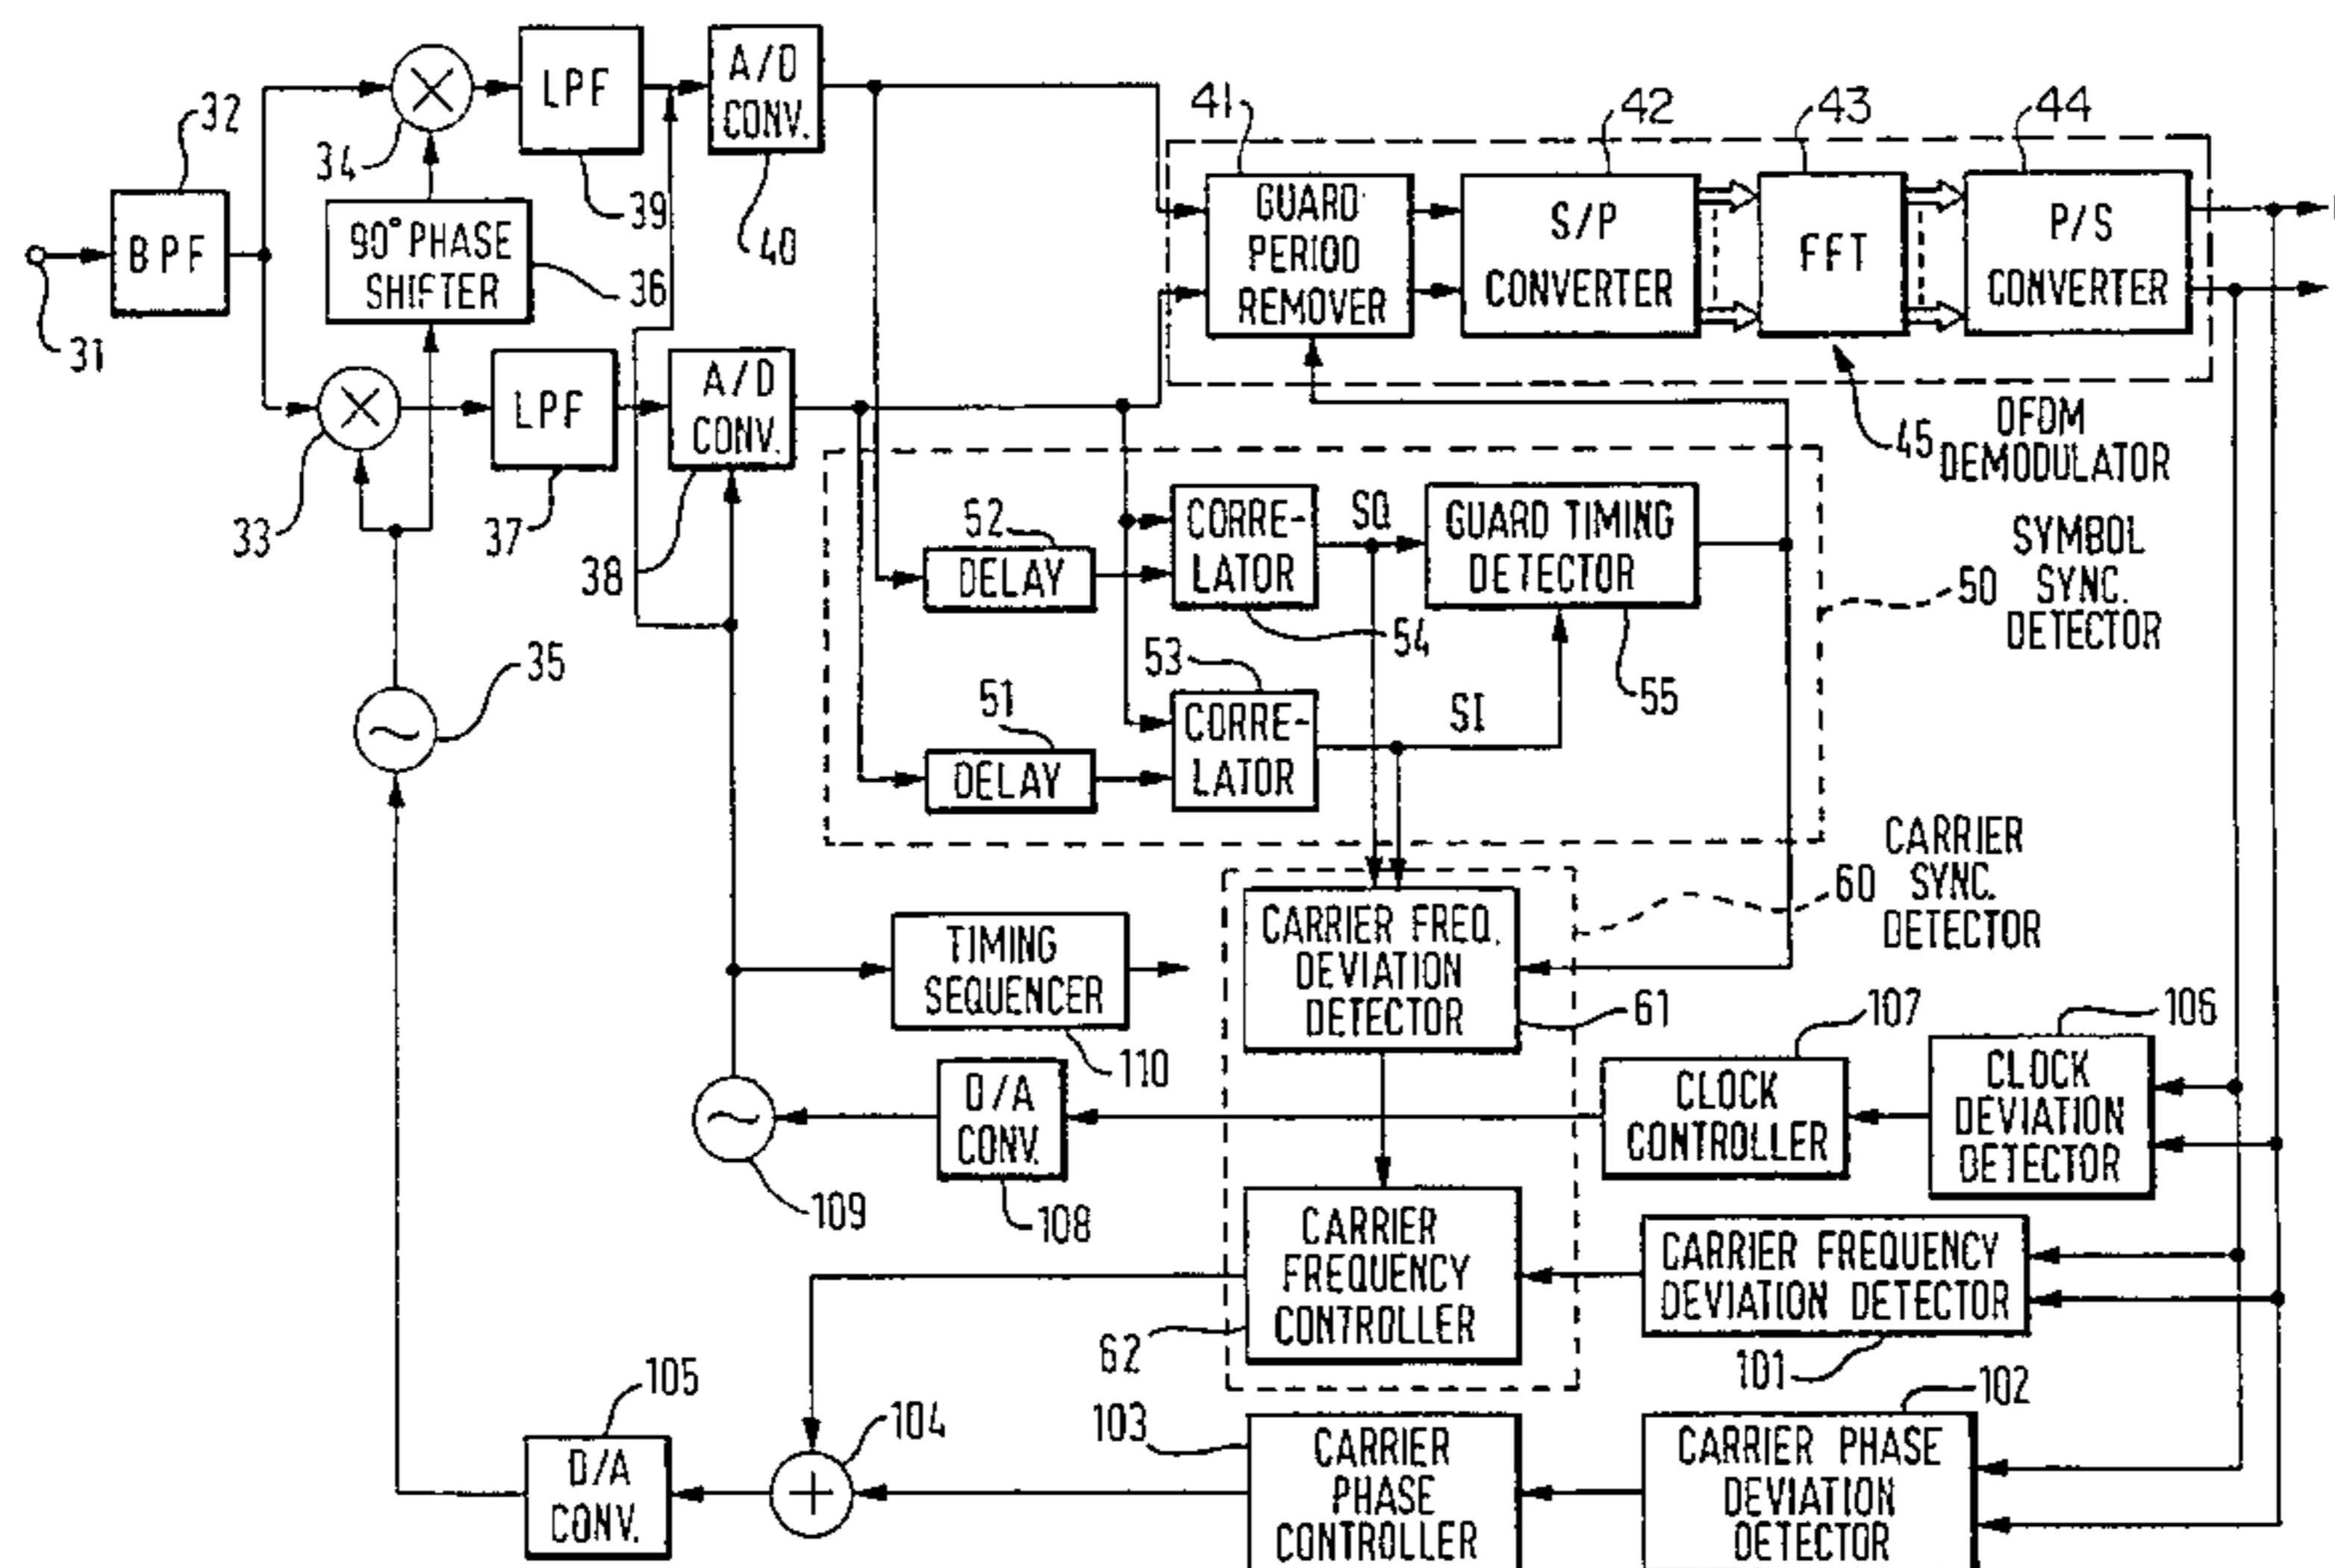 32
BPF
31
34
LPF
39
A/D
CONV.
40
90° PHASE
SHIFTER
36
33
LPF
37
A/D
CONV.
38
35
41
GUARD
PERIOD
REMOVER
42
S/P
CONVERTER
43
FFT
44
P/S
CONVERTER
45
OFDM
DEMODULATOR
52
DELAY
CORRE-
LATOR
54
SQ
GUARD TIMING
DETECTOR
55
50
SYMBOL
SYNC.
DETECTOR
51
DELAY
53
CORRE-
LATOR
SI
60
CARRIER
SYNC.
DETECTOR
TIMING
SEQUENCER
110
CARRIER FREQ.
DEVIATION
DETECTOR
61
109
D/A
CONV.
108
107
CLOCK
CONTROLLER
106
CLOCK
DEVIATION
DETECTOR
CARRIER
FREQUENCY
CONTROLLER
62
CARRIER FREQUENCY
DEVIATION DETECTOR
101
105
D/A
CONV.
104
103
CARRIER
PHASE
CONTROLLER
102
CARRIER PHASE
DEVIATION
DETECTOR